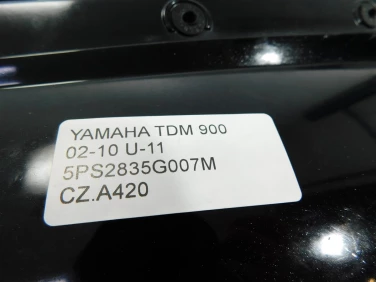 YAMAHA TDM 900
02-10 U-11
5PS2835G007M
CZ.A420